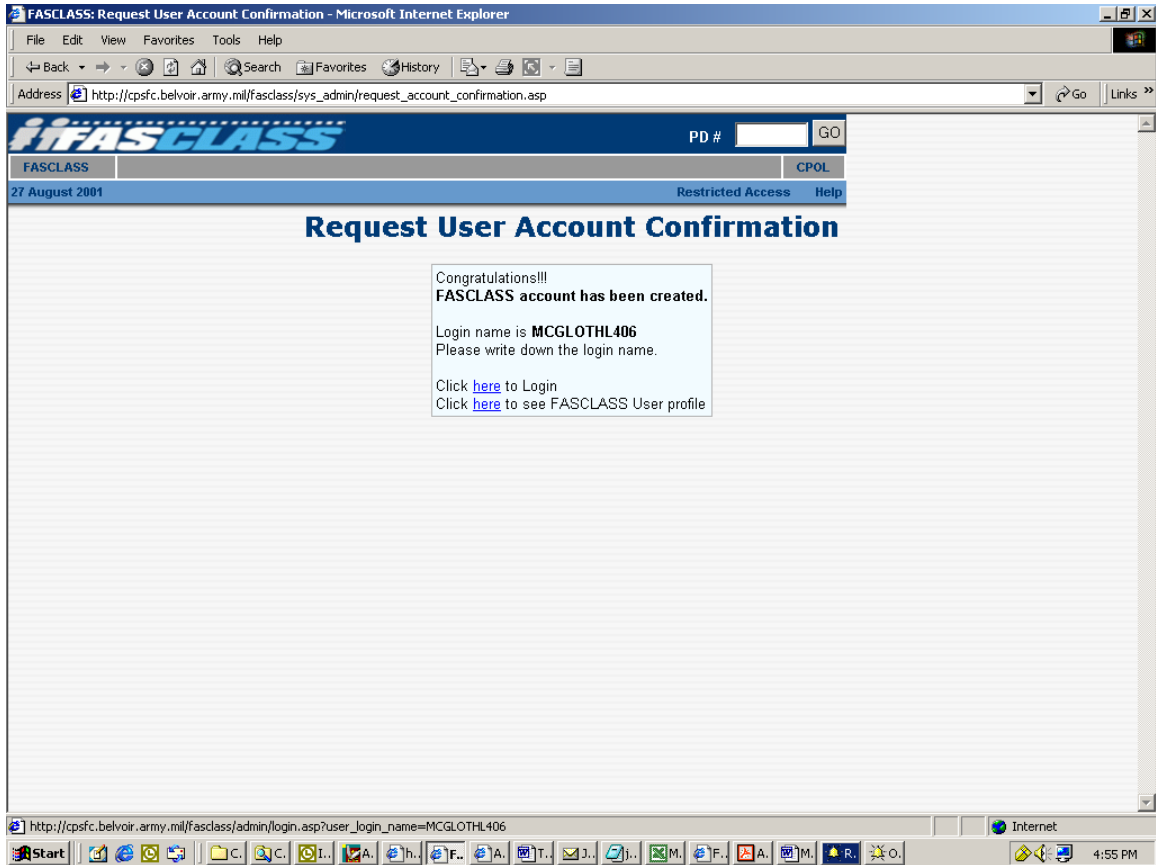 FASCLASS: Request User Account Confirmation - Microsoft Internet Explorer
File Edit View Favorites Tools Help
Back Search Favorites History
Address http://cpsfc.belvoir.army.mil/fasclass/sys_admin/request_account_confirmation.asp Go Links »
FASCLASS PD # GO
FASCLASS CPOL
27 August 2001 Restricted Access Help
Request User Account Confirmation
Congratulations!!!
FASCLASS account has been created.
Login name is MCGLOTHL406
Please write down the login name.
Click here to Login
Click here to see FASCLASS User profile
http://cpsfc.belvoir.army.mil/fasclass/admin/login.asp?user_login_name=MCGLOTHL406 Internet
Start C. C. I.. A. h.. F.. A. T.. J.. j.. M. F.. A. M. R. O. 4:55 PM